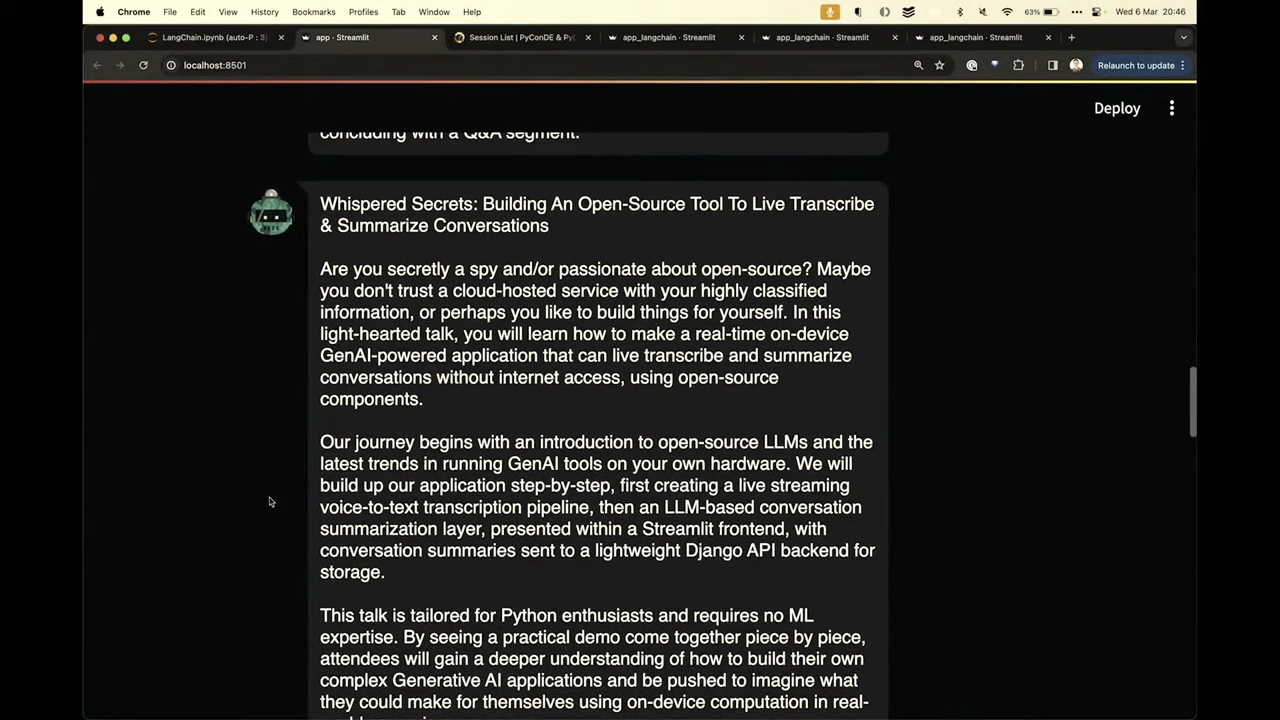 Chrome File Edit View History Bookmarks Profiles Tab Window Help 63% Wed 6 Mar 20:46
LangChain.ipynb (auto-P : 3) app · Streamlit Session List | PyConDE & Py app_langchain · Streamlit app_langchain · Streamlit app_langchain · Streamlit
localhost:8501 Relaunch to update
Deploy
concluding with a Q&A segment.
Whispered Secrets: Building An Open-Source Tool To Live Transcribe
& Summarize Conversations
Are you secretly a spy and/or passionate about open-source? Maybe
you don't trust a cloud-hosted service with your highly classified
information, or perhaps you like to build things for yourself. In this
light-hearted talk, you will learn how to make a real-time on-device
GenAI-powered application that can live transcribe and summarize
conversations without internet access, using open-source
components.
Our journey begins with an introduction to open-source LLMs and the
latest trends in running GenAI tools on your own hardware. We will
build up our application step-by-step, first creating a live streaming
voice-to-text transcription pipeline, then an LLM-based conversation
summarization layer, presented within a Streamlit frontend, with
conversation summaries sent to a lightweight Django API backend for
storage.
This talk is tailored for Python enthusiasts and requires no ML
expertise. By seeing a practical demo come together piece by piece,
attendees will gain a deeper understanding of how to build their own
complex Generative AI applications and be pushed to imagine what
they could make for themselves using on-device computation in real-